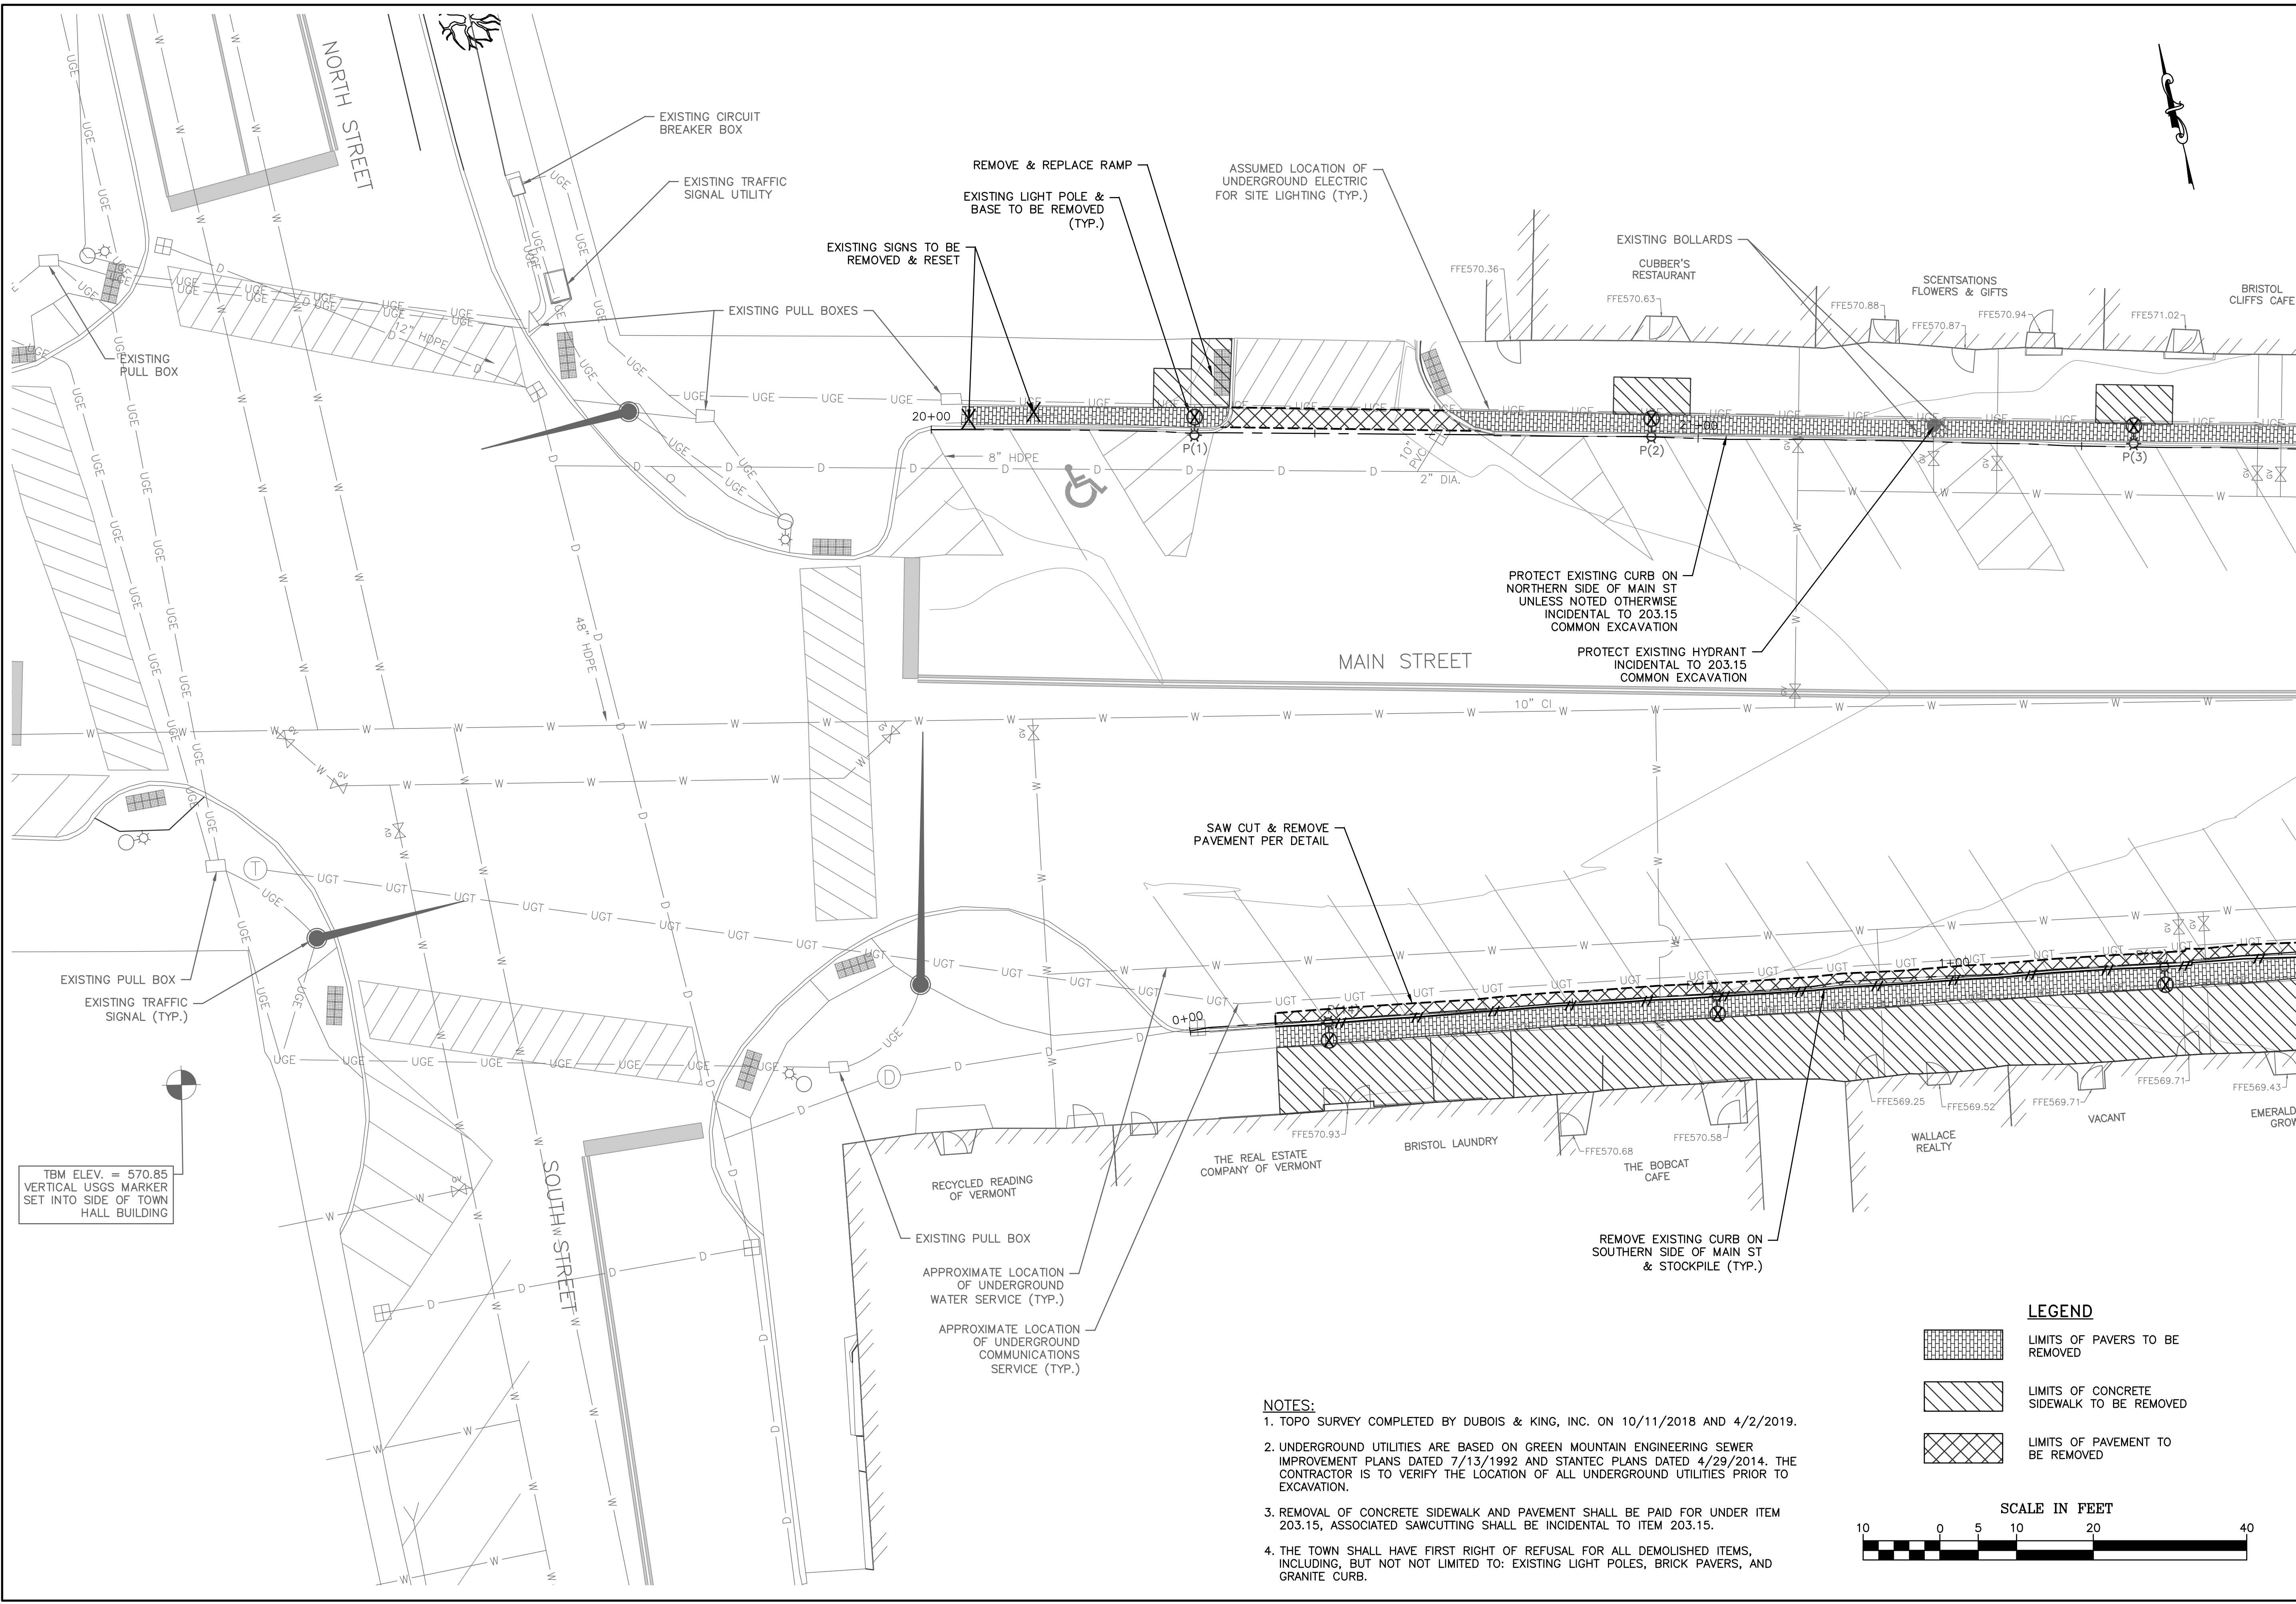 NORTH STREET
EXISTING CIRCUIT
BREAKER BOX
EXISTING TRAFFIC
SIGNAL UTILITY
REMOVE & REPLACE RAMP
EXISTING LIGHT POLE &
BASE TO BE REMOVED
(TYP.)
EXISTING SIGNS TO BE
REMOVED & RESET
ASSUMED LOCATION OF
UNDERGROUND ELECTRIC
FOR SITE LIGHTING (TYP.)
EXISTING BOLLARDS
CUBBER'S
RESTAURANT
SCENTSATIONS
FLOWERS & GIFTS
BRISTOL
CLIFFS CAFE
FFE570.36
FFE570.63
FFE570.88
FFE570.87
FFE570.94
FFE571.02
EXISTING PULL BOXES
EXISTING
PULL BOX
12" HDPE
20+00
8" HDPE
P(1)
10"
PVC
2" DIA.
P(2)
21+00
P(3)
48" HDPE
PROTECT EXISTING CURB ON
NORTHERN SIDE OF MAIN ST
UNLESS NOTED OTHERWISE
INCIDENTAL TO 203.15
COMMON EXCAVATION
PROTECT EXISTING HYDRANT
INCIDENTAL TO 203.15
COMMON EXCAVATION
MAIN STREET
10" CI
SAW CUT & REMOVE
PAVEMENT PER DETAIL
EXISTING PULL BOX
EXISTING TRAFFIC
SIGNAL (TYP.)
0+00
1+00
TBM ELEV. = 570.85
VERTICAL USGS MARKER
SET INTO SIDE OF TOWN
HALL BUILDING
SOUTH STREET
RECYCLED READING
OF VERMONT
THE REAL ESTATE
COMPANY OF VERMONT
FFE570.93
BRISTOL LAUNDRY
FFE570.68
THE BOBCAT
CAFE
FFE570.58
FFE569.25
WALLACE
REALTY
FFE569.52
FFE569.71
VACANT
FFE569.71
FFE569.43
EMERALD
GROW
EXISTING PULL BOX
APPROXIMATE LOCATION
OF UNDERGROUND
WATER SERVICE (TYP.)
APPROXIMATE LOCATION
OF UNDERGROUND
COMMUNICATIONS
SERVICE (TYP.)
REMOVE EXISTING CURB ON
SOUTHERN SIDE OF MAIN ST
& STOCKPILE (TYP.)
LEGEND
LIMITS OF PAVERS TO BE
REMOVED
LIMITS OF CONCRETE
SIDEWALK TO BE REMOVED
LIMITS OF PAVEMENT TO
BE REMOVED
NOTES:
1. TOPO SURVEY COMPLETED BY DUBOIS & KING, INC. ON 10/11/2018 AND 4/2/2019.
2. UNDERGROUND UTILITIES ARE BASED ON GREEN MOUNTAIN ENGINEERING SEWER
IMPROVEMENT PLANS DATED 7/13/1992 AND STANTEC PLANS DATED 4/29/2014. THE
CONTRACTOR IS TO VERIFY THE LOCATION OF ALL UNDERGROUND UTILITIES PRIOR TO
EXCAVATION.
3. REMOVAL OF CONCRETE SIDEWALK AND PAVEMENT SHALL BE PAID FOR UNDER ITEM
203.15, ASSOCIATED SAWCUTTING SHALL BE INCIDENTAL TO ITEM 203.15.
4. THE TOWN SHALL HAVE FIRST RIGHT OF REFUSAL FOR ALL DEMOLISHED ITEMS,
INCLUDING, BUT NOT NOT LIMITED TO: EXISTING LIGHT POLES, BRICK PAVERS, AND
GRANITE CURB.
SCALE IN FEET
10 0 5 10 20 40